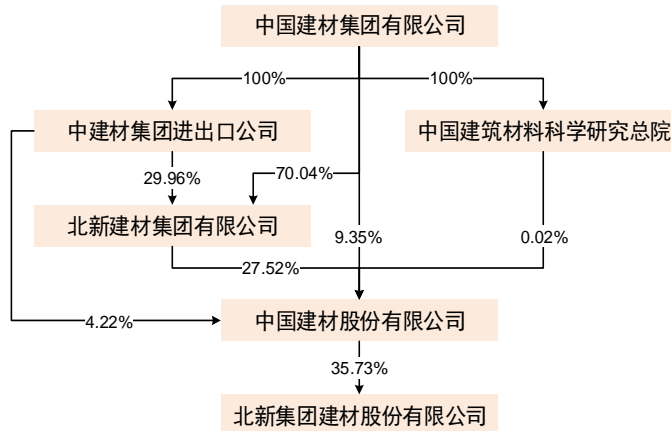 中国建材集团有限公司
100%
100%
中建材集团进出口公司
中国建筑材料科学研究总院
29.96%
70.04%
北新建材集团有限公司
9.35%
0.02%
27.52%
中国建材股份有限公司
4.22%
35.73%
北新集团建材股份有限公司